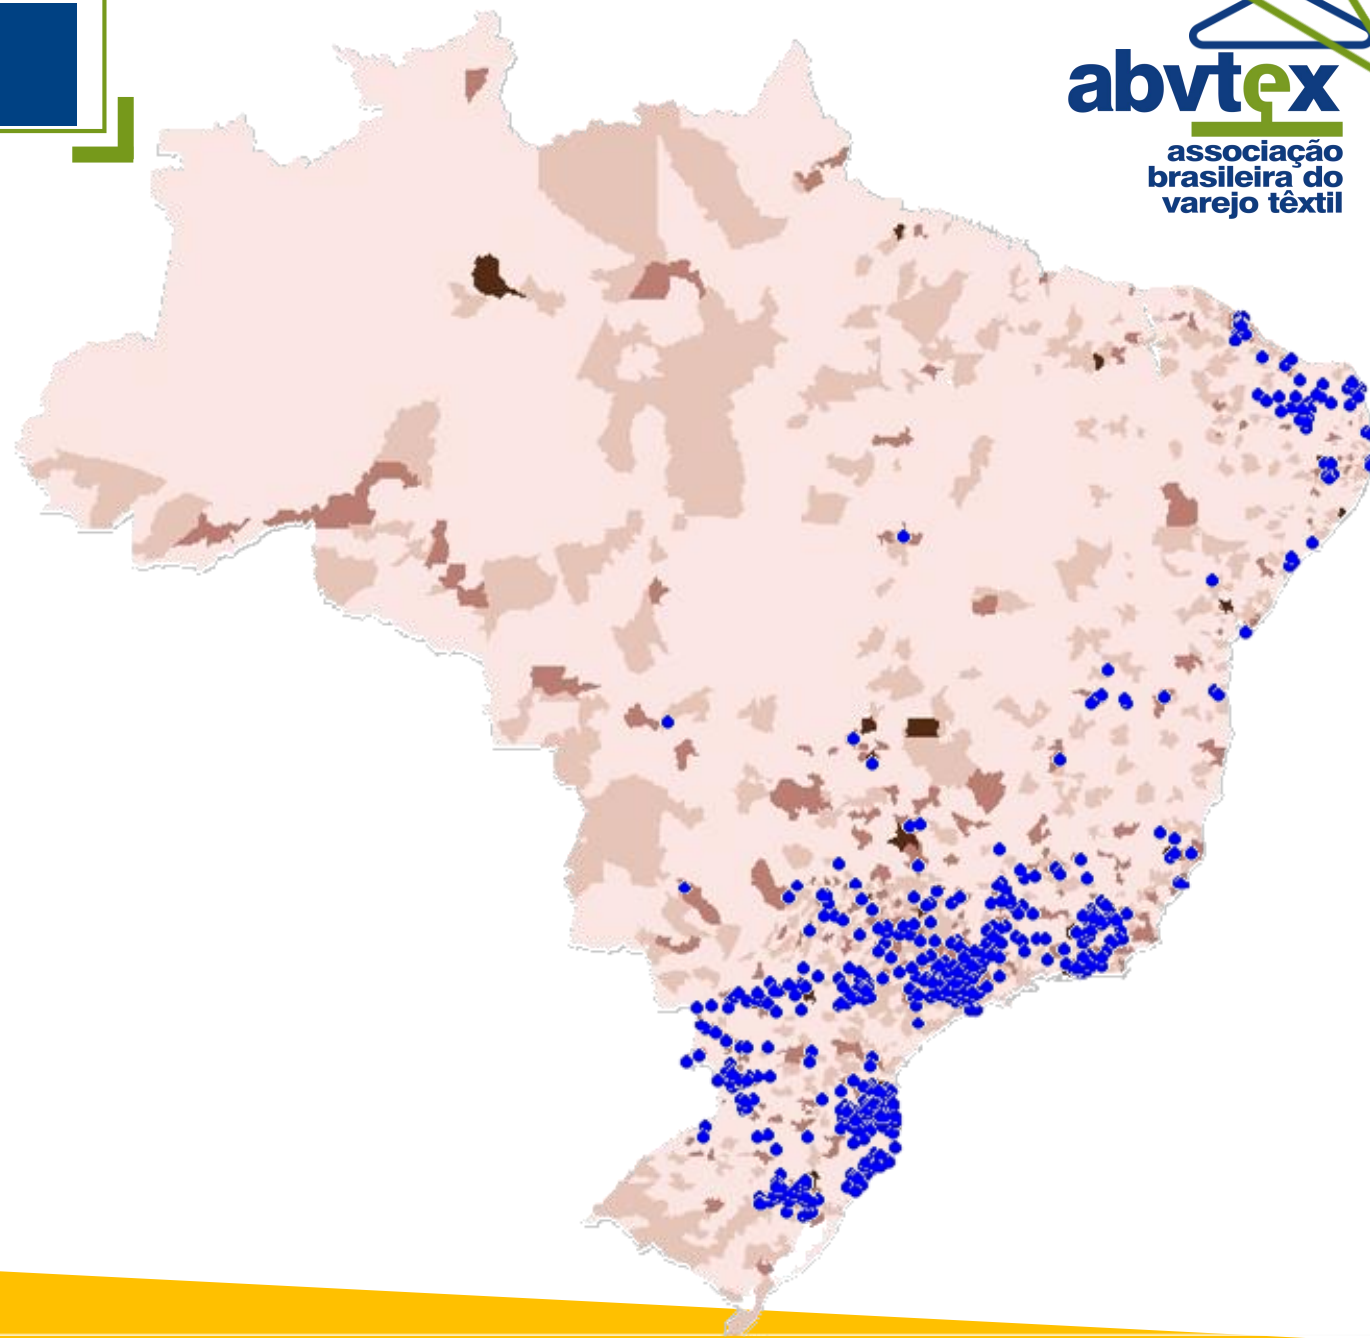 abvtex
associação
brasileira do
varejo têxtil